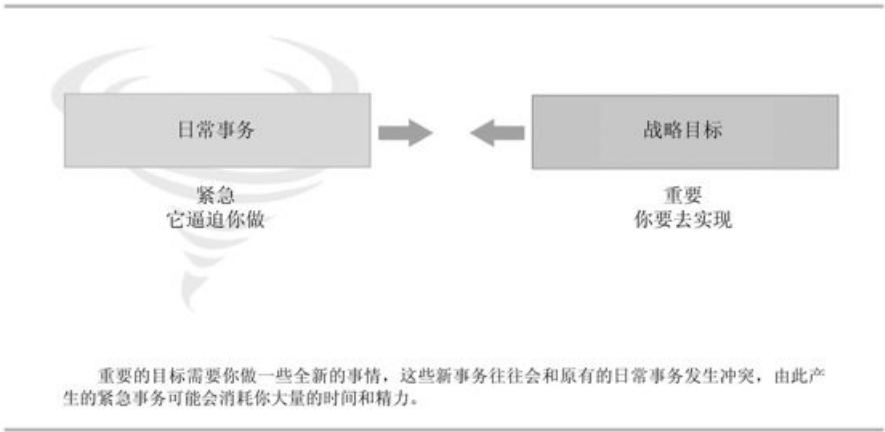 日常事务
战略目标
紧急
它逼迫你做
重要
你要去实现
重要的目标需要你做一些全新的事情，这些新事务往往会和原有的日常事务发生冲突，由此产
生的紧急事务可能会消耗你大量的时间和精力。